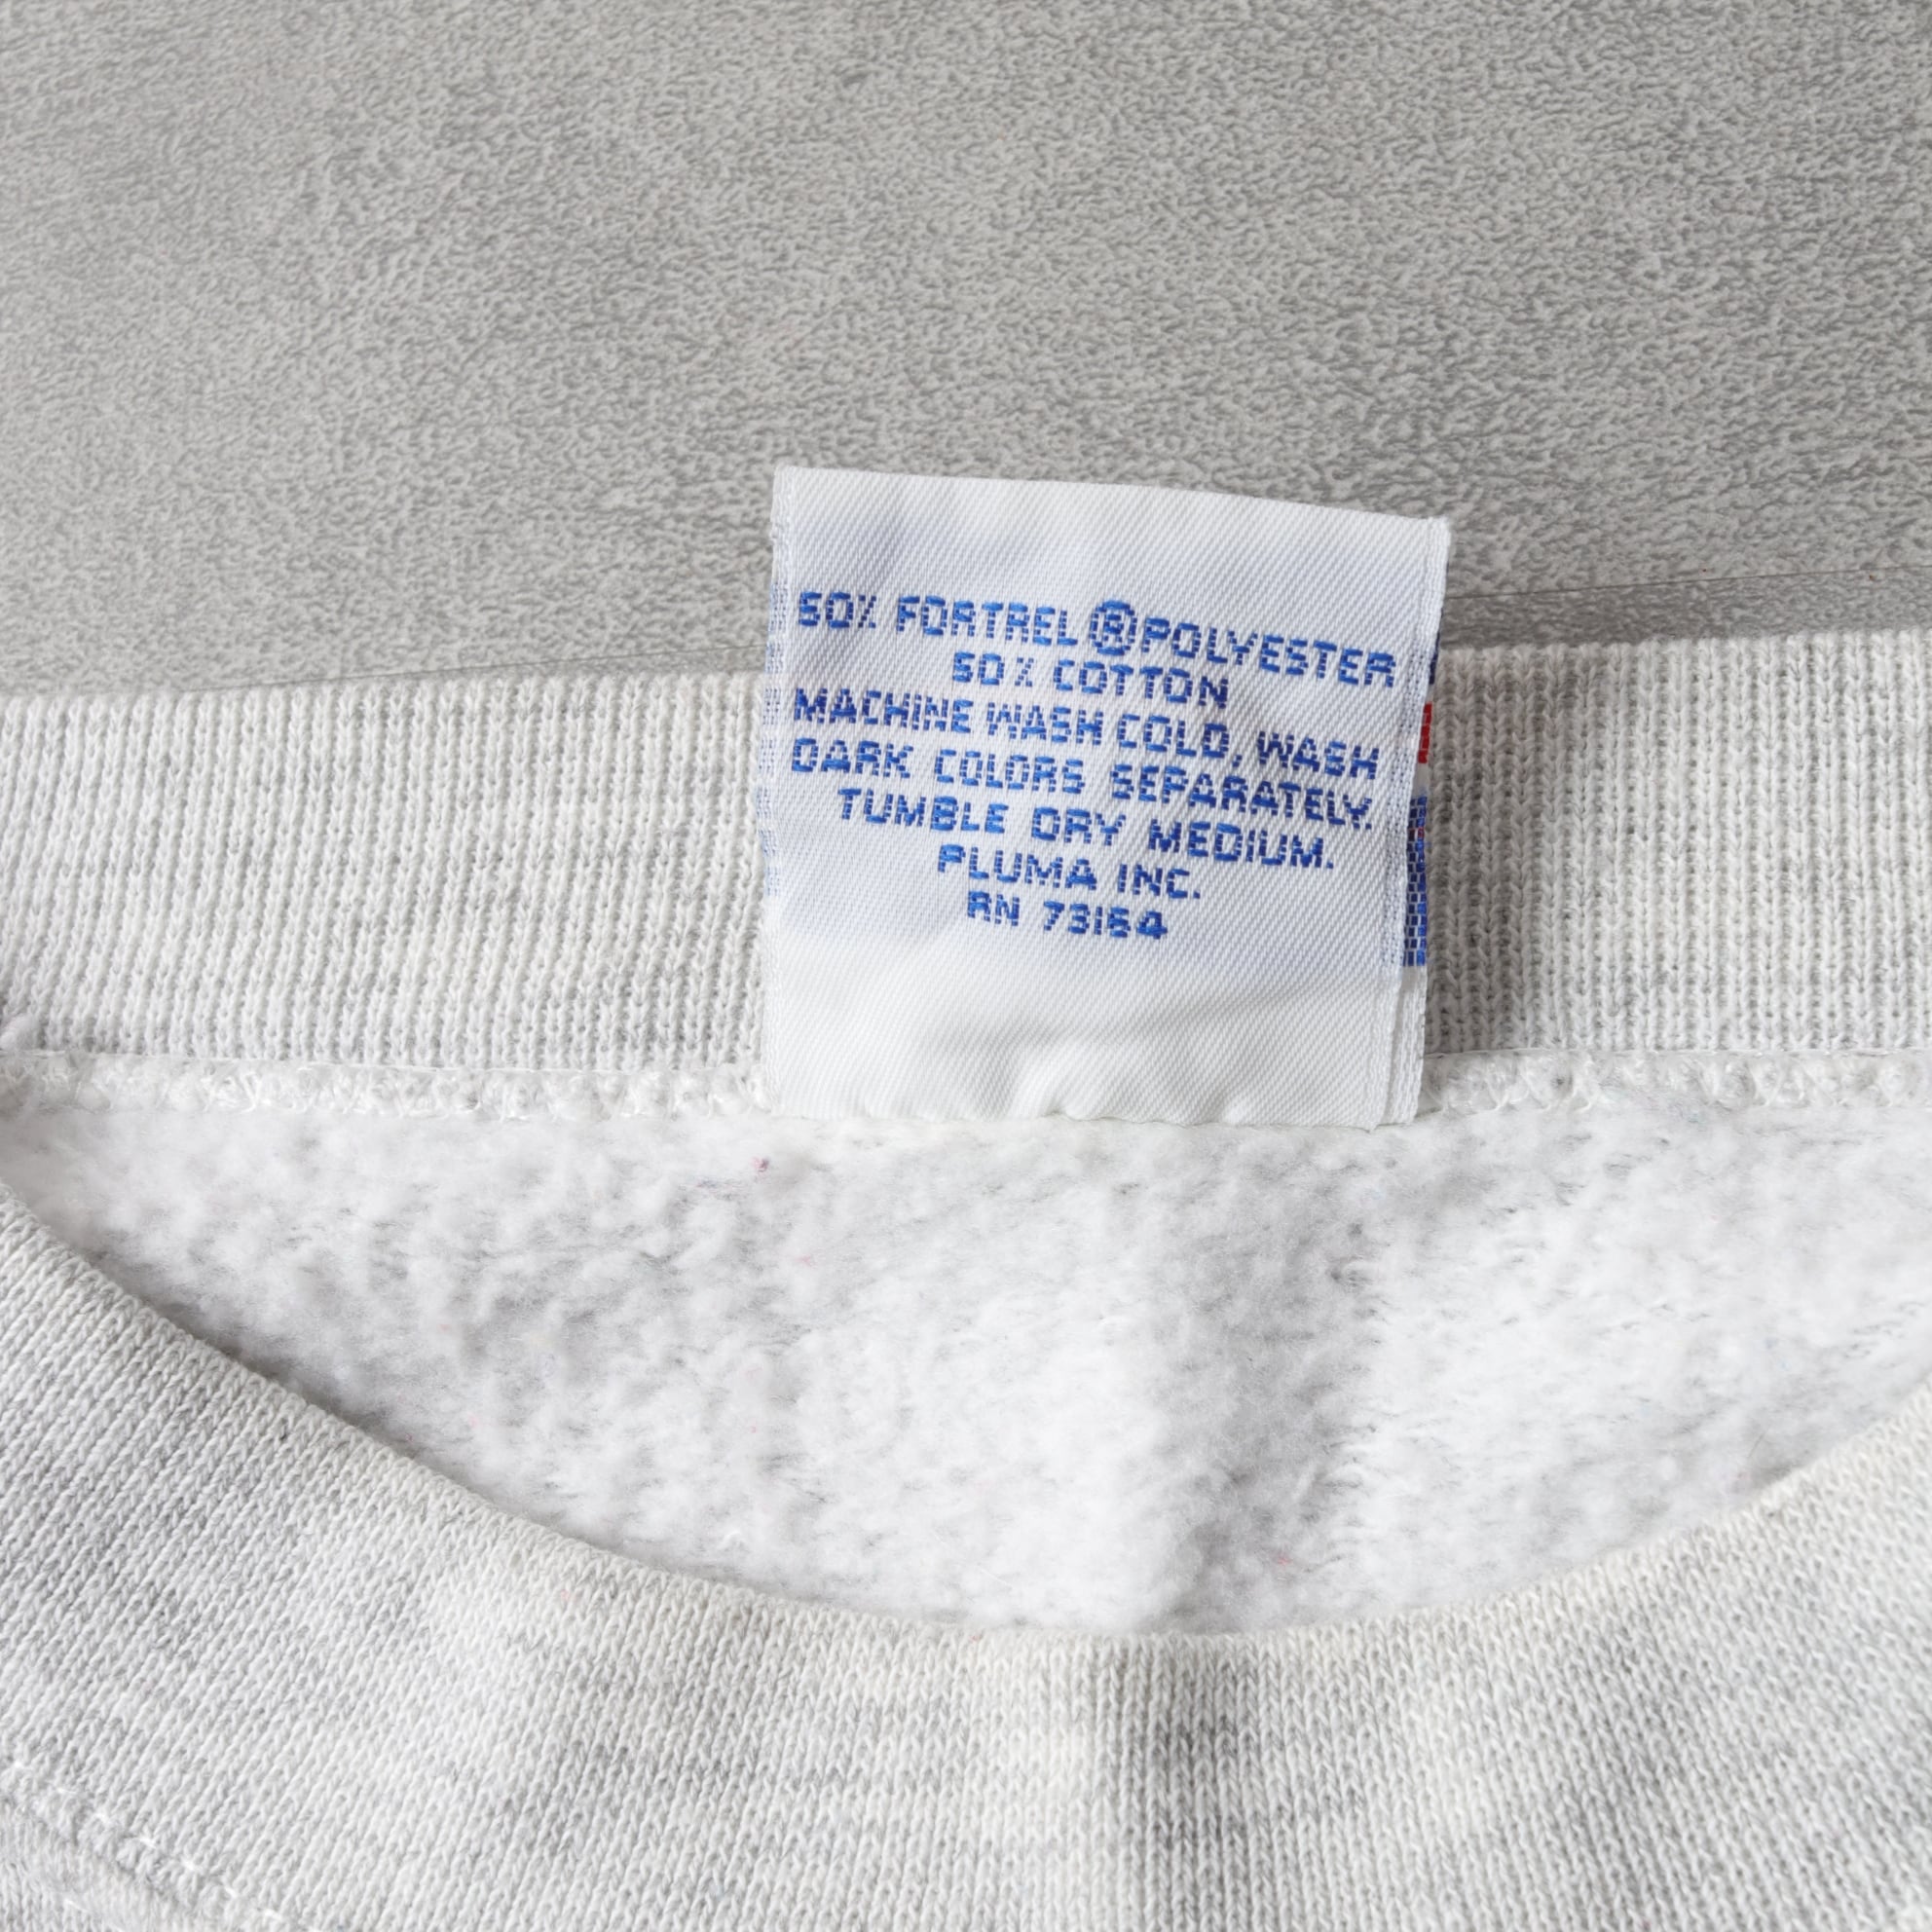 50% FORTREL ® POLYESTER
50% COTTON
MACHINE WASH COLD, WASH
DARK COLORS SEPARATELY.
TUMBLE DRY MEDIUM.
PLUMA INC.
RN 73164